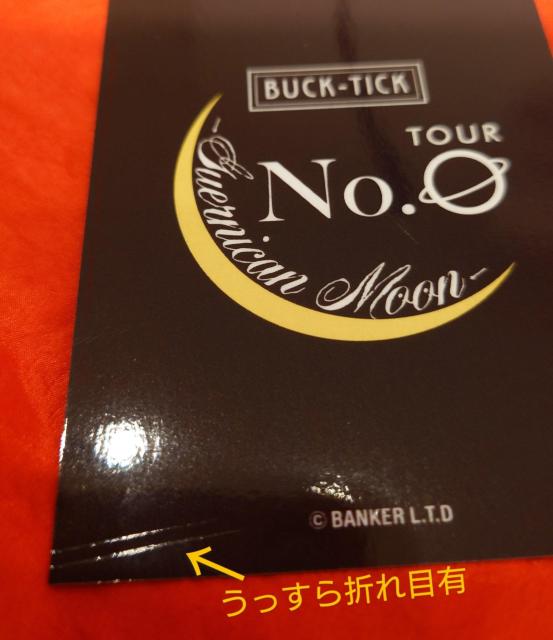 BUCK-TICK
TOUR
No.0
-Guernican Moon-
© BANKER L.T.D
うっすら折れ目有